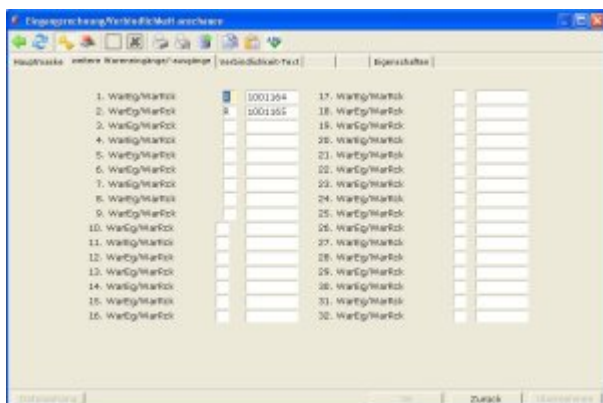 Eingangsrechnung/Verbindlichkeit anschauen
Hauptmaske weitere Wareneingänge/-ausgänge Verbindlichkeit-Text Eigenschaften
1. WarEg/WarRck 1001164 17. WarEg/WarRck
2. WarEg/WarRck R 1001165 18. WarEg/WarRck
3. WarEg/WarRck 19. WarEg/WarRck
4. WarEg/WarRck 20. WarEg/WarRck
5. WarEg/WarRck 21. WarEg/WarRck
6. WarEg/WarRck 22. WarEg/WarRck
7. WarEg/WarRck 23. WarEg/WarRck
8. WarEg/WarRck 24. WarEg/WarRck
9. WarEg/WarRck 25. WarEg/WarRck
10. WarEg/WarRck 26. WarEg/WarRck
11. WarEg/WarRck 27. WarEg/WarRck
12. WarEg/WarRck 28. WarEg/WarRck
13. WarEg/WarRck 29. WarEg/WarRck
14. WarEg/WarRck 30. WarEg/WarRck
15. WarEg/WarRck 31. WarEg/WarRck
16. WarEg/WarRck 32. WarEg/WarRck
Zurück Übernehmen